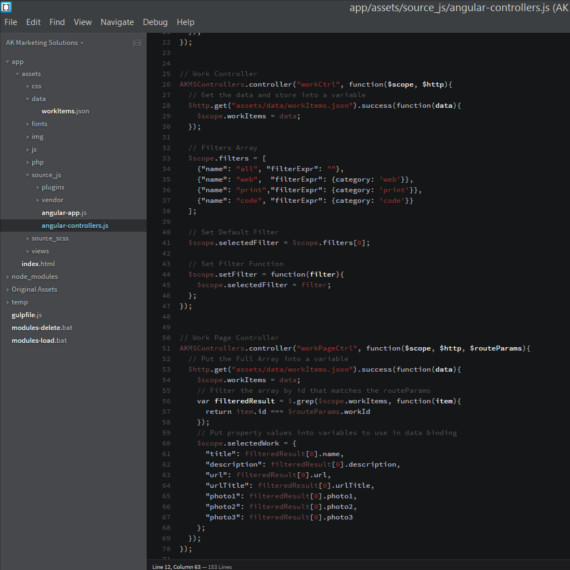 app/assets/source_js/angular-controllers.js (AK
File Edit Find View Navigate Debug Help
AK Marketing Solutions
app
assets
css
data
workItems.json
fonts
img
js
php
source_js
plugins
vendor
angular-app.js
angular-controllers.js
source_scss
views
index.html
node_modules
Original Assets
temp
gulpfile.js
modules-delete.bat
modules-load.bat
22 });
23
24
25 // Work Controller
26 AKMSControllers.controller("workCtrl", function($scope, $http){
27 // Get the data and store into a variable
28 $http.get("assets/data/workItems.json").success(function(data){
29 $scope.workItems = data;
30 });
31
32 // Filters Array
33 $scope.filters = [
34 {"name": "all", "filterExpr": ""},
35 {"name": "web", "filterExpr": {category: 'web'}},
36 {"name": "print","filterExpr": {category: 'print'}},
37 {"name": "code", "filterExpr": {category: 'code'}}
38 ];
39
40 // Set Default Filter
41 $scope.selectedFilter = $scope.filters[0];
42
43 // Set Filter Function
44 $scope.setFilter = function(filter){
45 $scope.selectedFilter = filter;
46 };
47 });
48
49
50 // Work Page Controller
51 AKMSControllers.controller("workPageCtrl", function($scope, $http, $routeParams){
52 // Put the Full Array into a variable
53 $http.get("assets/data/workItems.json").success(function(data){
54 $scope.workItems = data;
55 // Filter the array by id that matches the routeParams
56 var filteredResult = $.grep($scope.workItems, function(item){
57 return item.id === $routeParams.workId
58 });
59 // Put property values into variables to use in data binding
60 $scope.selectedWork = {
61 "title": filteredResult[0].name,
62 "description": filteredResult[0].description,
63 "url": filteredResult[0].url,
64 "urlTitle": filteredResult[0].urlTitle,
65 "photo1": filteredResult[0].photo1,
66 "photo2": filteredResult[0].photo2,
67 "photo3": filteredResult[0].photo3
68 };
69 });
70 });
Line 12, Column 63 — 153 Lines